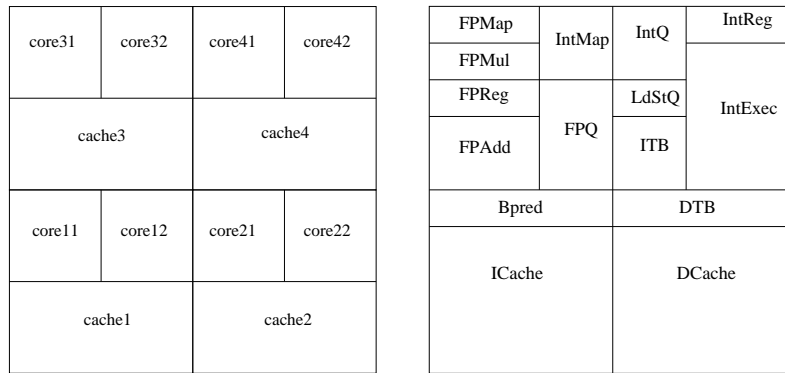 core31 core32 core41 core42
cache3 cache4
core11 core12 core21 core22
cache1 cache2
FPMap IntMap IntQ IntReg
FPMul
FPReg LdStQ IntExec
FPAdd FPQ ITB
Bpred DTB
ICache DCache